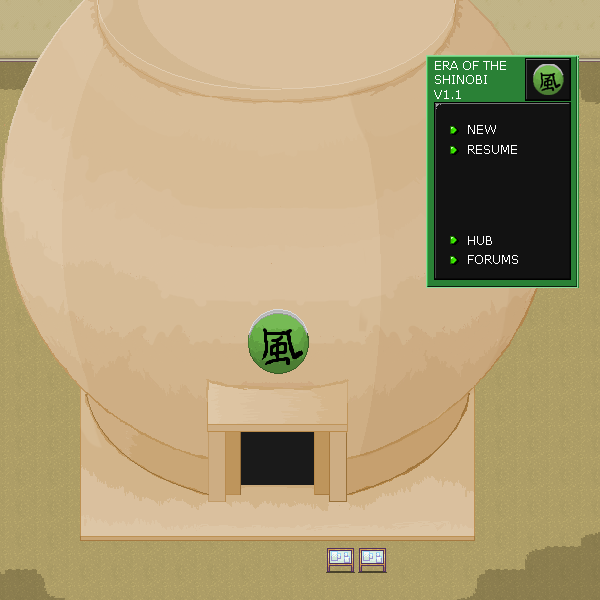 ERA OF THE
SHINOBI
V1.1
風
NEW
RESUME
HUB
FORUMS
風